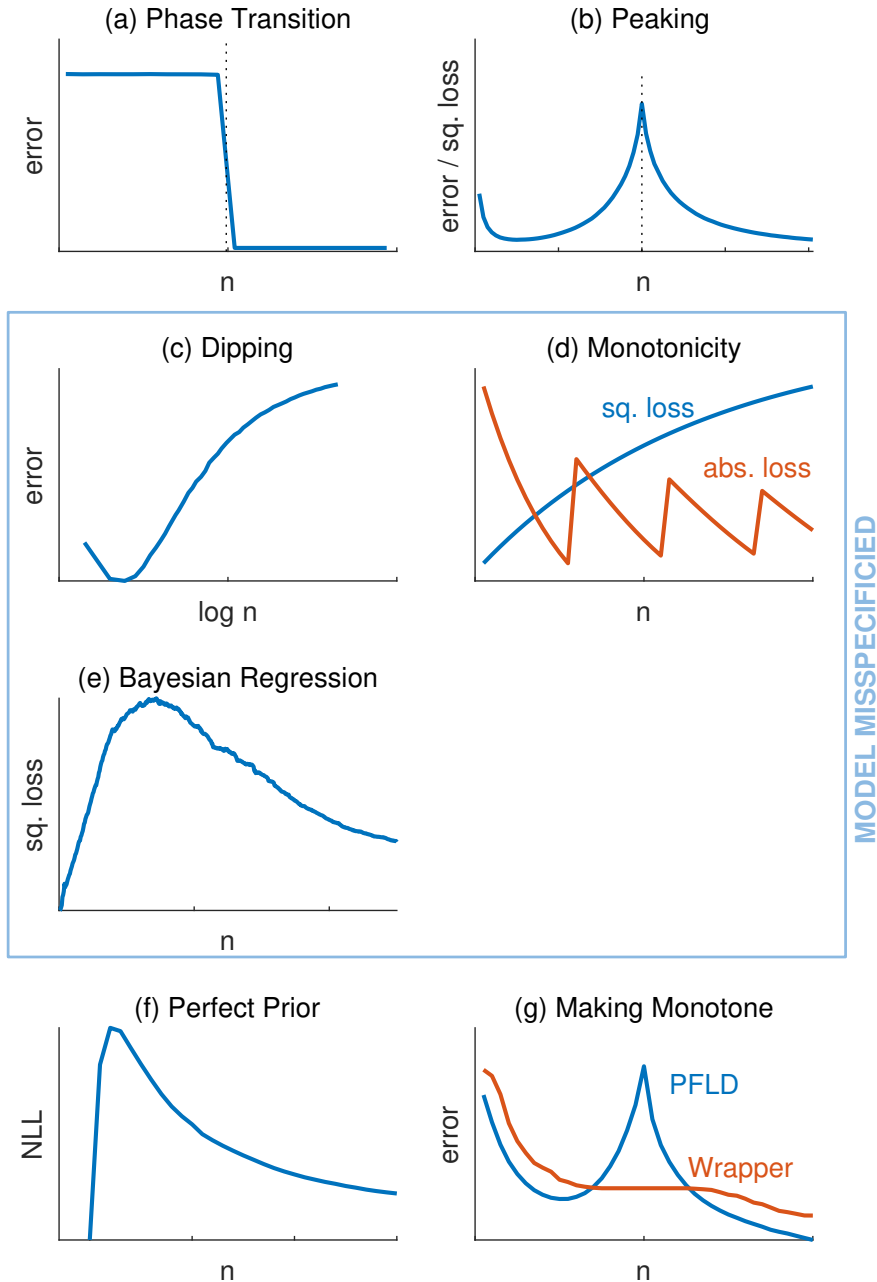 (a) Phase Transition
error
n
(b) Peaking
error / sq. loss
n
(c) Dipping
error
log n
(d) Monotonicity
sq. loss
abs. loss
n
(e) Bayesian Regression
sq. loss
n
MODEL MISSPECIFICIED
(f) Perfect Prior
NLL
n
(g) Making Monotone
error
PFLD
Wrapper
n